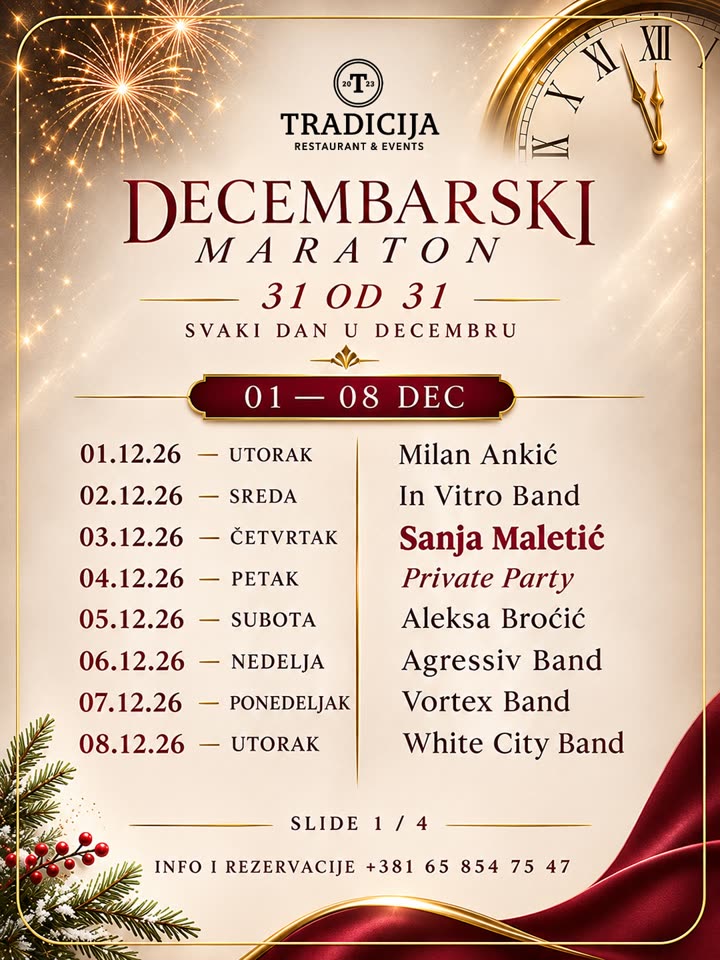 20 T 23
TRADICIJA
RESTAURANT & EVENTS
IX X XI XII
DECEMBARSKI
MARATON
31 OD 31
SVAKI DAN U DECEMBRU
01 — 08 DEC
01.12.26 — UTORAK Milan Ankić
02.12.26 — SREDA In Vitro Band
03.12.26 — ČETVRTAK Sanja Maletić
04.12.26 — PETAK Private Party
05.12.26 — SUBOTA Aleksa Broćić
06.12.26 — NEDELJA Agressiv Band
07.12.26 — PONEDELJAK Vortex Band
08.12.26 — UTORAK White City Band
SLIDE 1 / 4
INFO I REZERVACIJE +381 65 854 75 47